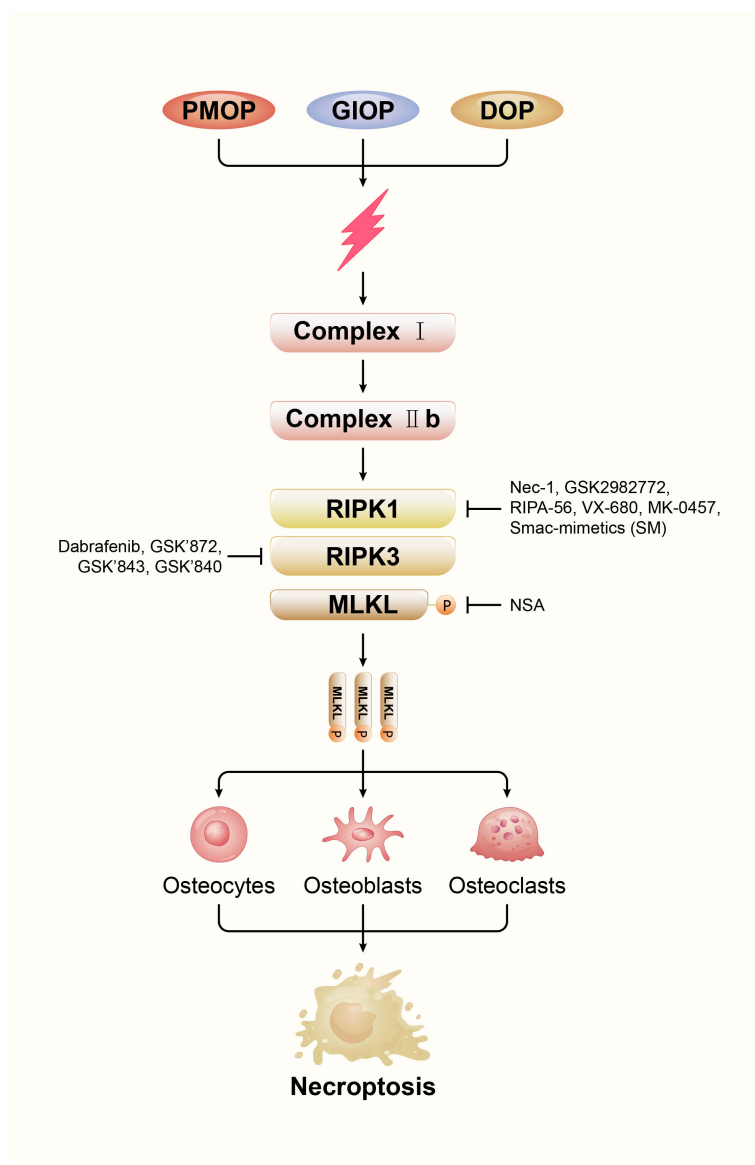 PMOP
GIOP
DOP
Complex Ⅰ
Complex Ⅱb
RIPK1
Nec-1, GSK2982772,
RIPA-56, VX-680, MK-0457,
Smac-mimetics (SM)
Dabrafenib, GSK’872,
GSK’843, GSK’840
RIPK3
MLKL
P
NSA
MLKL
P
MLKL
P
MLKL
P
Osteocytes
Osteoblasts
Osteoclasts
Necroptosis